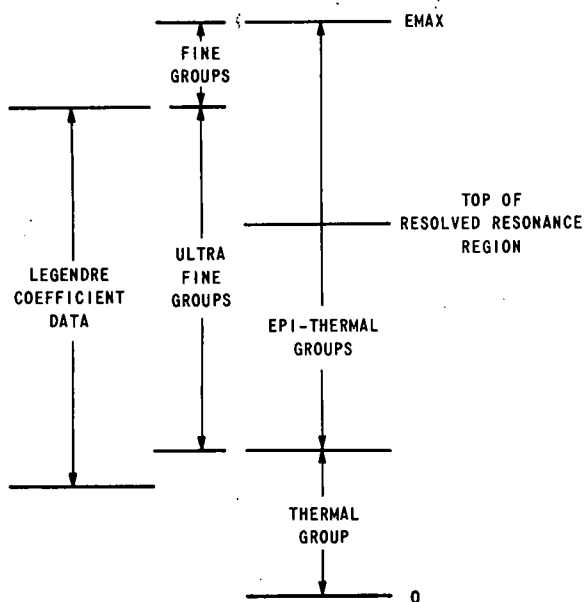 EMAX
FINE
GROUPS
TOP OF
RESOLVED RESONANCE
REGION
ULTRA
FINE
GROUPS
LEGENDRE
COEFFICIENT
DATA
EPI-THERMAL
GROUPS
THERMAL
GROUP
0